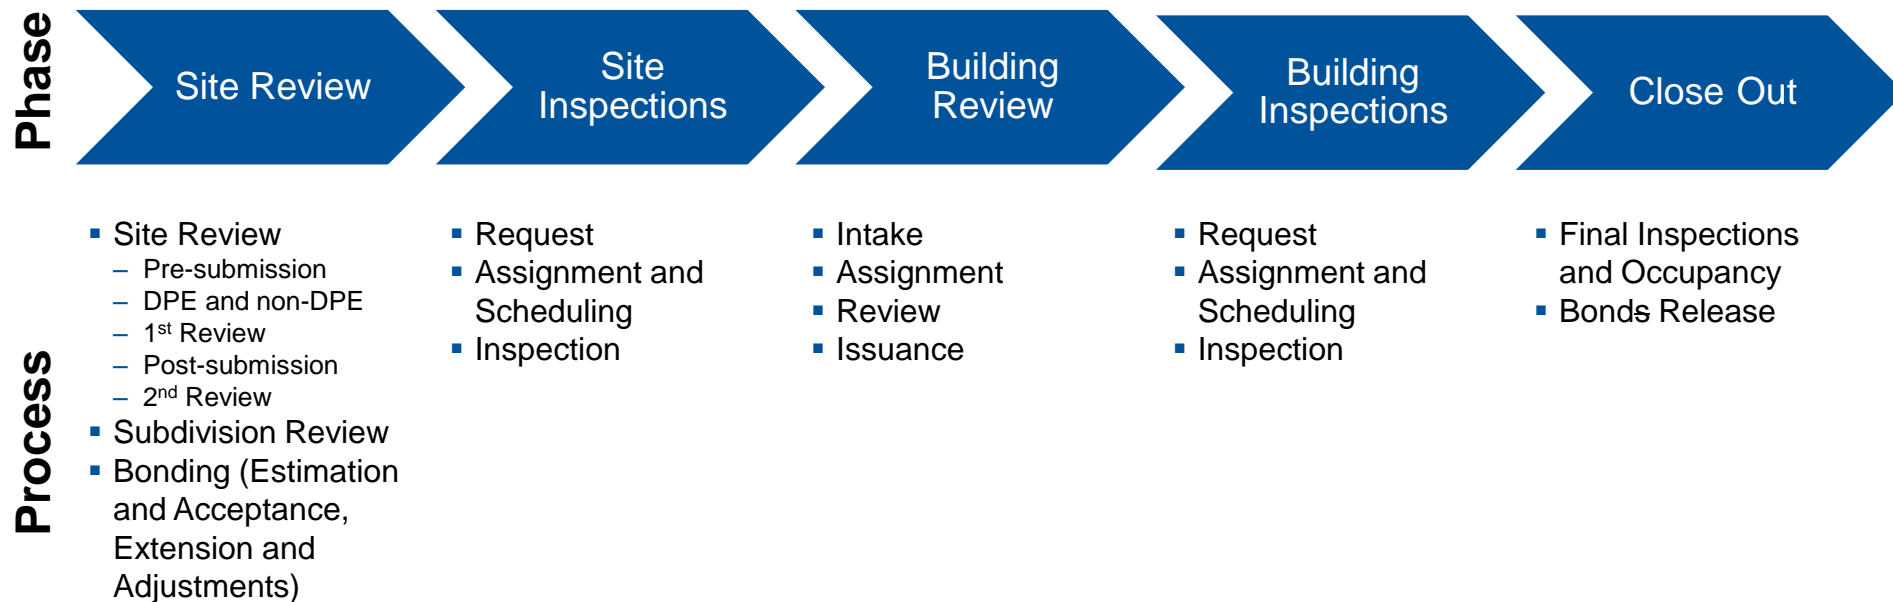 Phase
Site Review
Site
Inspections
Building
Review
Building
Inspections
Close Out
Process
Site Review
– Pre-submission
– DPE and non-DPE
– 1st Review
– Post-submission
– 2nd Review
Subdivision Review
Bonding (Estimation
and Acceptance,
Extension and
Adjustments)
Request
Assignment and
Scheduling
Inspection
Intake
Assignment
Review
Issuance
Request
Assignment and
Scheduling
Inspection
Final Inspections
and Occupancy
Bonds Release